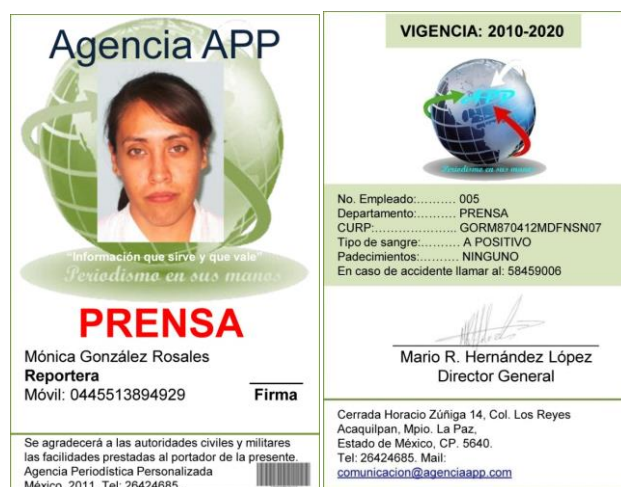 Agencia APP
"Información que sirve y que vale"
Periodismo en sus manos
PRENSA
Mónica González Rosales
Reportera
Móvil: 0445513894929
Firma
Se agradecerá a las autoridades civiles y militares
las facilidades prestadas al portador de la presente.
Agencia Periodística Personalizada
México, 2011. Tel: 26424685
VIGENCIA: 2010-2020
APP
Periodismo en sus manos
No. Empleado:.......... 005
Departamento:.......... PRENSA
CURP:..................... GORM870412MDFNSN07
Tipo de sangre:.......... A POSITIVO
Padecimientos:.......... NINGUNO
En caso de accidente llamar al: 58459006
Mario R. Hernández López
Director General
Cerrada Horacio Zúñiga 14, Col. Los Reyes
Acaquilpan, Mpio. La Paz,
Estado de México, CP. 5640.
Tel: 26424685. Mail:
comunicacion@agenciaapp.com